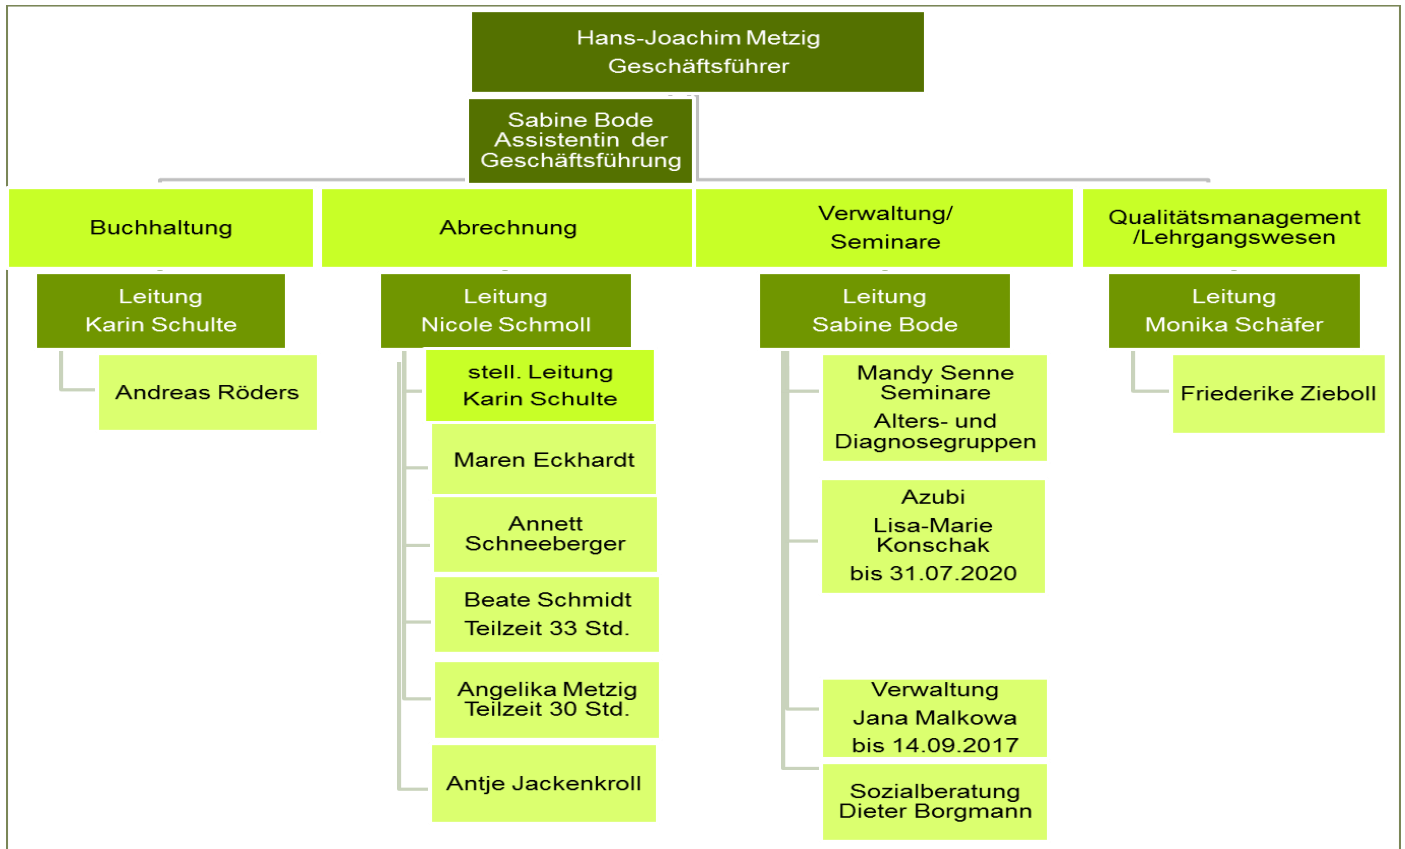 Hans-Joachim Metzig
Geschäftsführer
Sabine Bode
Assistentin der
Geschäftsführung
Buchhaltung
Abrechnung
Verwaltung/
Seminare
Qualitätsmanagement
/Lehrgangswesen
Leitung
Karin Schulte
Leitung
Nicole Schmoll
Leitung
Sabine Bode
Leitung
Monika Schäfer
Andreas Röders
stell. Leitung
Karin Schulte
Maren Eckhardt
Annett
Schneeberger
Beate Schmidt
Teilzeit 33 Std.
Angelika Metzig
Teilzeit 30 Std.
Antje Jackenkroll
Mandy Senne
Seminare
Alters- und
Diagnosegruppen
Azubi
Lisa-Marie
Konschak
bis 31.07.2020
Verwaltung
Jana Malkowa
bis 14.09.2017
Sozialberatung
Dieter Borgmann
Friederike Zieboll